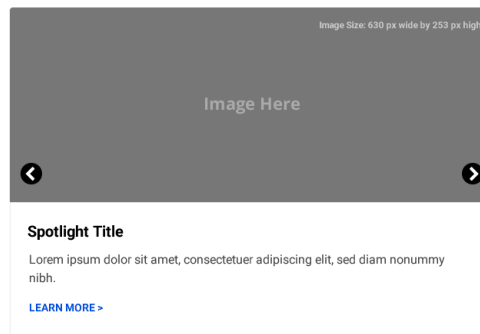 Image Size: 630 px wide by 253 px high
Image Here
Spotlight Title
Lorem ipsum dolor sit amet, consectetuer adipiscing elit, sed diam nonummy
nibh.
LEARN MORE >